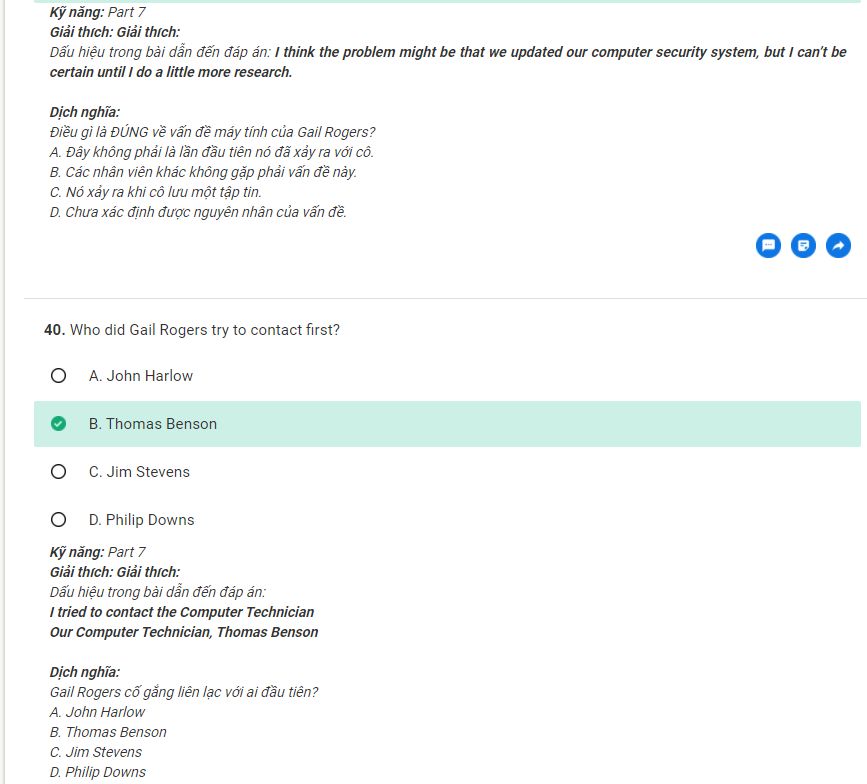 Kỹ năng: Part 7
Giải thích: Giải thích:
Dấu hiệu trong bài dẫn đến đáp án: I think the problem might be that we updated our computer security system, but I can't be
certain until I do a little more research.
Dịch nghĩa:
Điều gì là ĐÚNG về vấn đề máy tính của Gail Rogers?
A. Đây không phải là lần đầu tiên nó đã xảy ra với cô.
B. Các nhân viên khác không gặp phải vấn đề này.
C. Nó xảy ra khi cô lưu một tập tin.
D. Chưa xác định được nguyên nhân của vấn đề.
40. Who did Gail Rogers try to contact first?
A. John Harlow
B. Thomas Benson
C. Jim Stevens
D. Philip Downs
Kỹ năng: Part 7
Giải thích: Giải thích:
Dấu hiệu trong bài dẫn đến đáp án:
I tried to contact the Computer Technician
Our Computer Technician, Thomas Benson
Dịch nghĩa:
Gail Rogers cố gắng liên lạc với ai đầu tiên?
A. John Harlow
B. Thomas Benson
C. Jim Stevens
D. Philip Downs